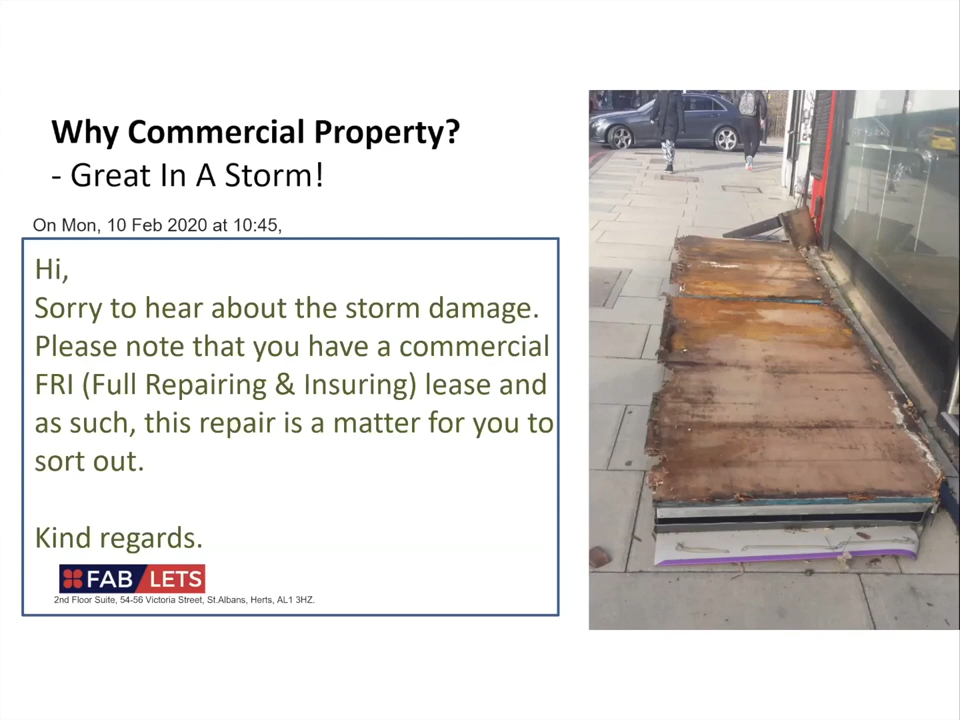 Why Commercial Property?
- Great In A Storm!
On Mon, 10 Feb 2020 at 10:45,
Hi,
Sorry to hear about the storm damage.
Please note that you have a commercial
FRI (Full Repairing & Insuring) lease and
as such, this repair is a matter for you to
sort out.
Kind regards.
FAB LETS
2nd Floor Suite, 54-56 Victoria Street, St.Albans, Herts, AL1 3HZ.